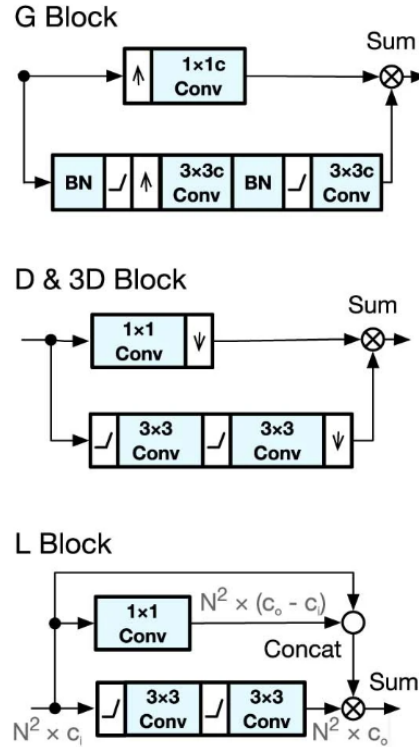 G Block
Sum
1×1c
Conv
BN
3×3c
Conv
BN
3×3c
Conv
D & 3D Block
Sum
1×1
Conv
3×3
Conv
3×3
Conv
L Block
N² × (cₒ - cᵢ)
1×1
Conv
Concat
Sum
3×3
Conv
3×3
Conv
N² × cᵢ
N² × cₒ